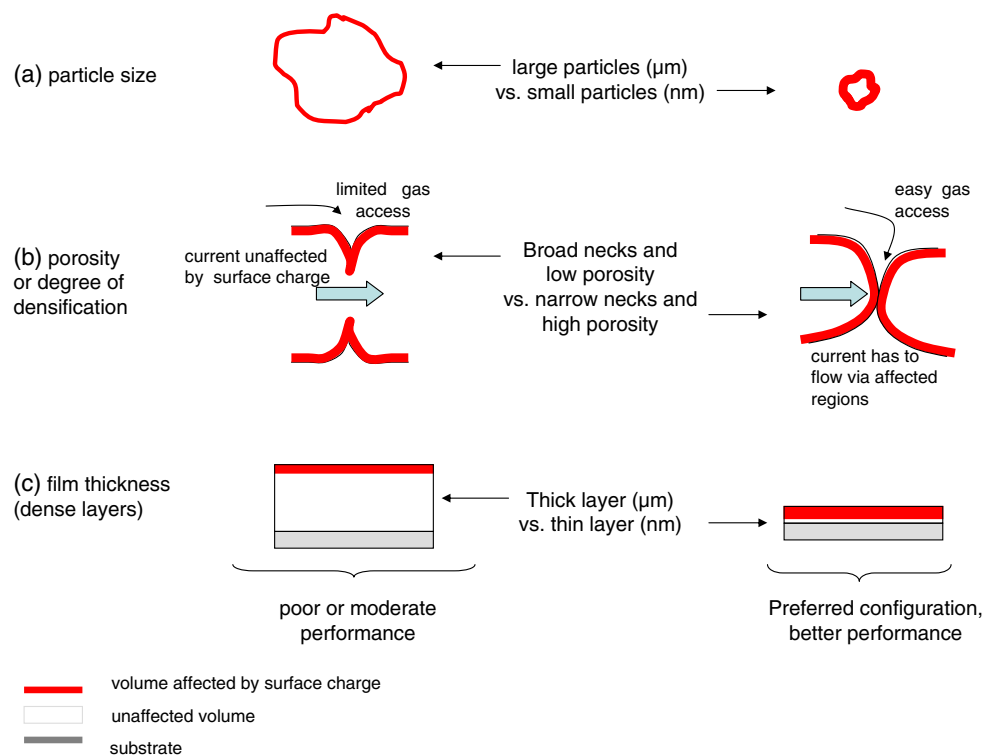 (a) particle size
large particles (µm)
vs. small particles (nm)
limited gas
access
easy gas
access
(b) porosity
or degree of
densification
current unaffected
by surface charge
Broad necks and
low porosity
vs. narrow necks and
high porosity
current has to
flow via affected
regions
(c) film thickness
(dense layers)
Thick layer (µm)
vs. thin layer (nm)
poor or moderate
performance
Preferred configuration,
better performance
volume affected by surface charge
unaffected volume
substrate